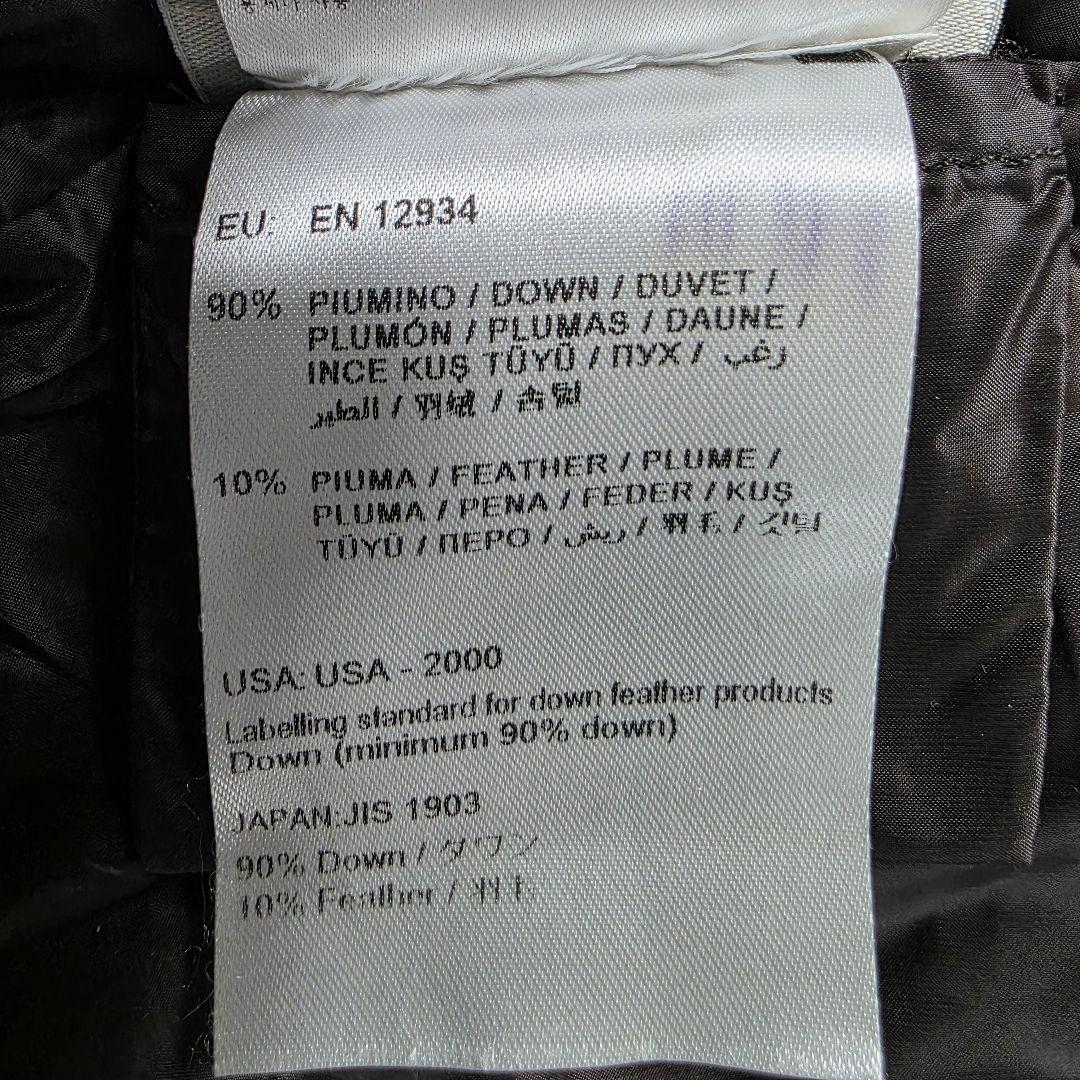 EU: EN 12934
90% PIUMINO / DOWN / DUVET /
PLUMÓN / PLUMAS / DAUNE /
INCE KUŞ TÜYÜ / ПУХ / زغب
الطير / 羽绒 / 솜털
10% PIUMA / FEATHER / PLUME /
PLUMA / PENA / FEDER / KUŞ
TÜYÜ / ПЕРО / ريش / 羽毛 / 깃털
USA: USA - 2000
Labelling standard for down feather products
Down (minimum 90% down)
JAPAN:JIS 1903
90% Down / ダウン
10% Feather / 羽毛